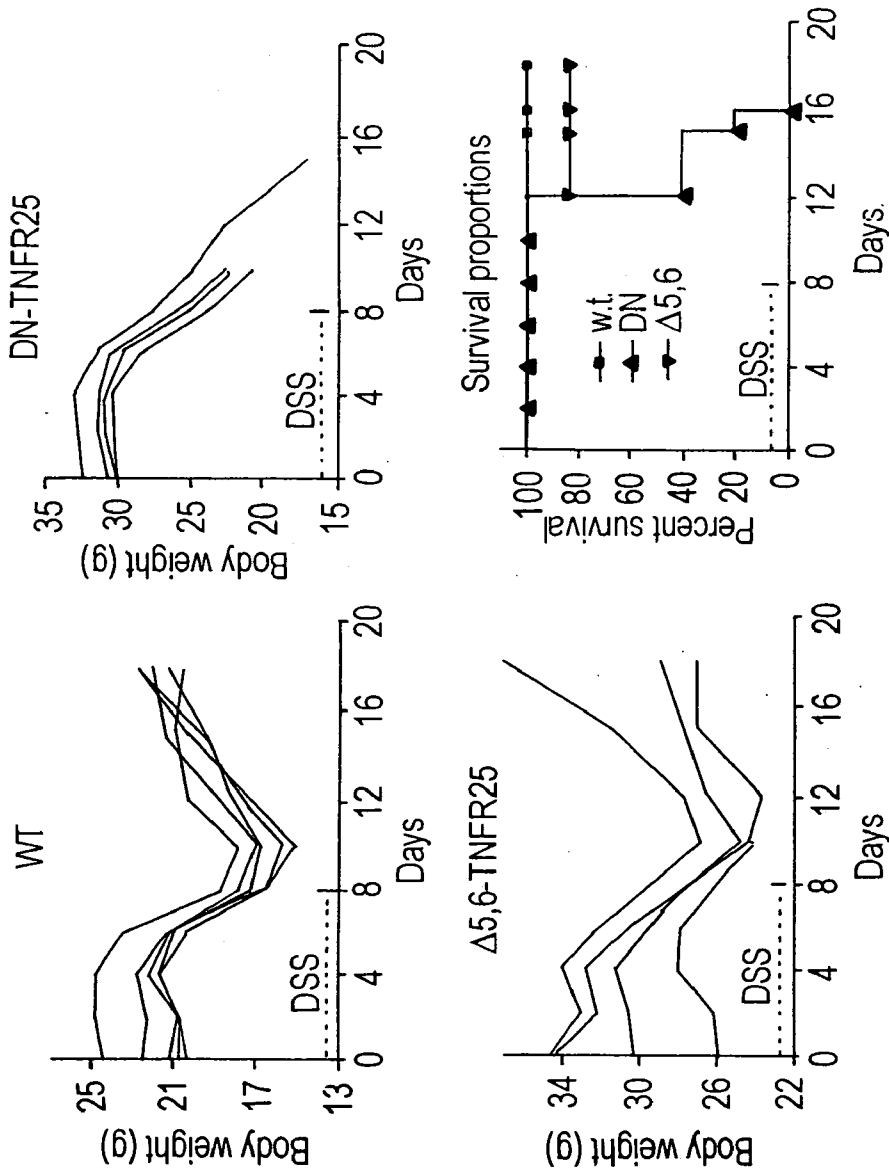 WT
Body weight (g)
25
21
17
13
DSS
0 4 8 12 16 20
Days
DN-TNFR25
Body weight (g)
35
30
25
20
15
DSS
0 4 8 12 16 20
Days
Δ5,6-TNFR25
Body weight (g)
34
30
26
22
DSS
0 4 8 12 16 20
Days
Survival proportions
Percent survival
100
80
60
40
20
0
w.t.
DN
Δ5,6
DSS
0 4 8 12 16 20
Days.